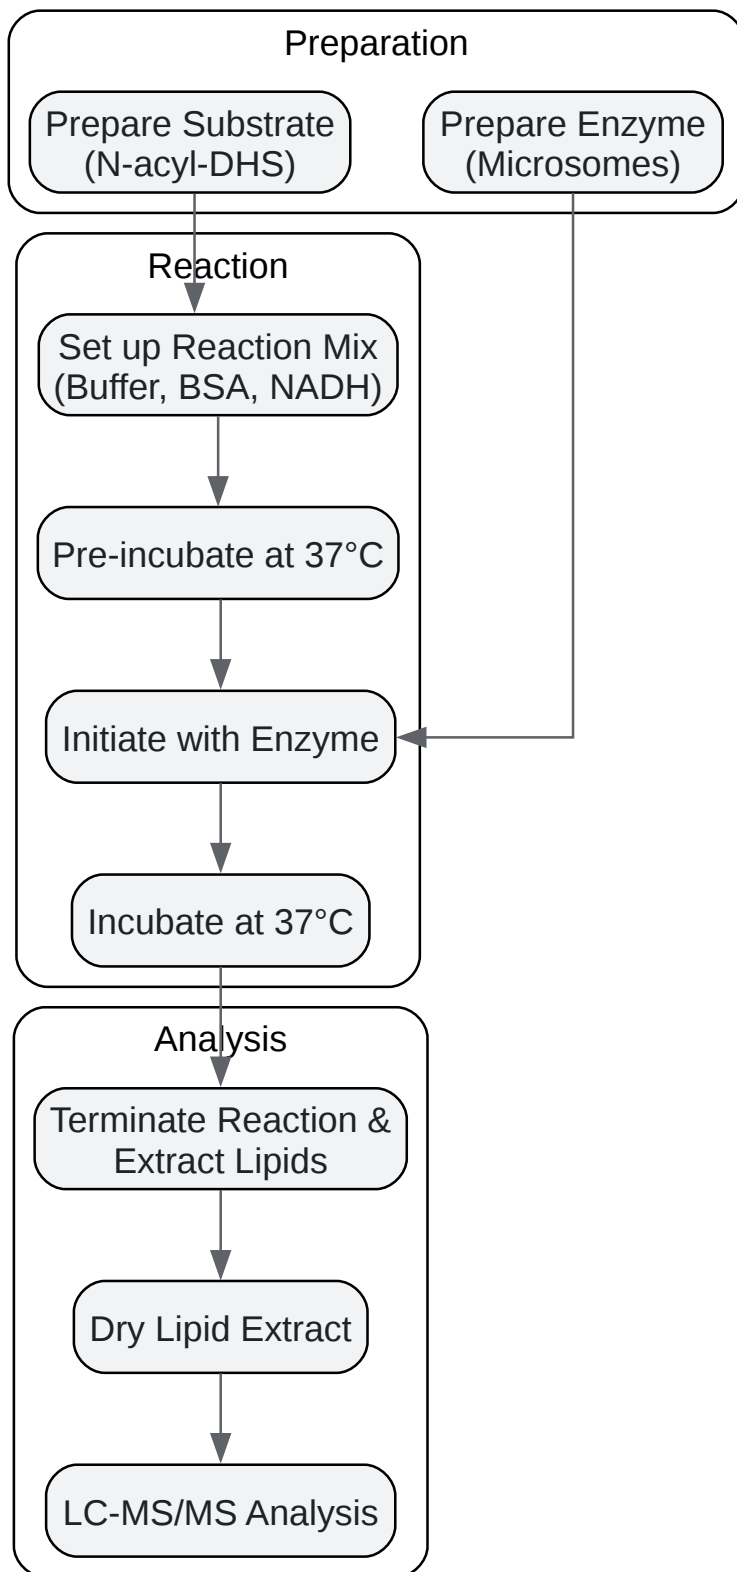 Preparation
Prepare Substrate
(N-acyl-DHS)
Prepare Enzyme
(Microsomes)
Reaction
Set up Reaction Mix
(Buffer, BSA, NADH)
Pre-incubate at 37°C
Initiate with Enzyme
Incubate at 37°C
Analysis
Terminate Reaction &
Extract Lipids
Dry Lipid Extract
LC-MS/MS Analysis